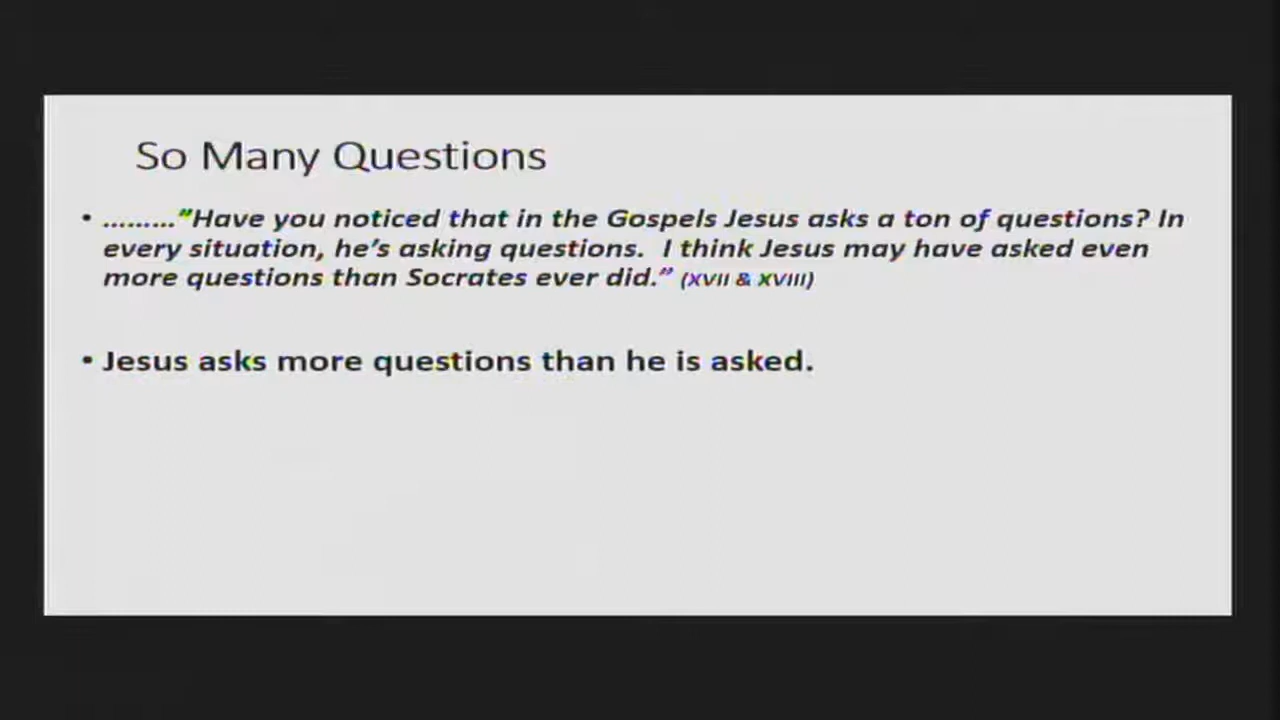 So Many Questions
• ………"Have you noticed that in the Gospels Jesus asks a ton of questions? In
every situation, he's asking questions.  I think Jesus may have asked even
more questions than Socrates ever did." (XVII & XVIII)
• Jesus asks more questions than he is asked.